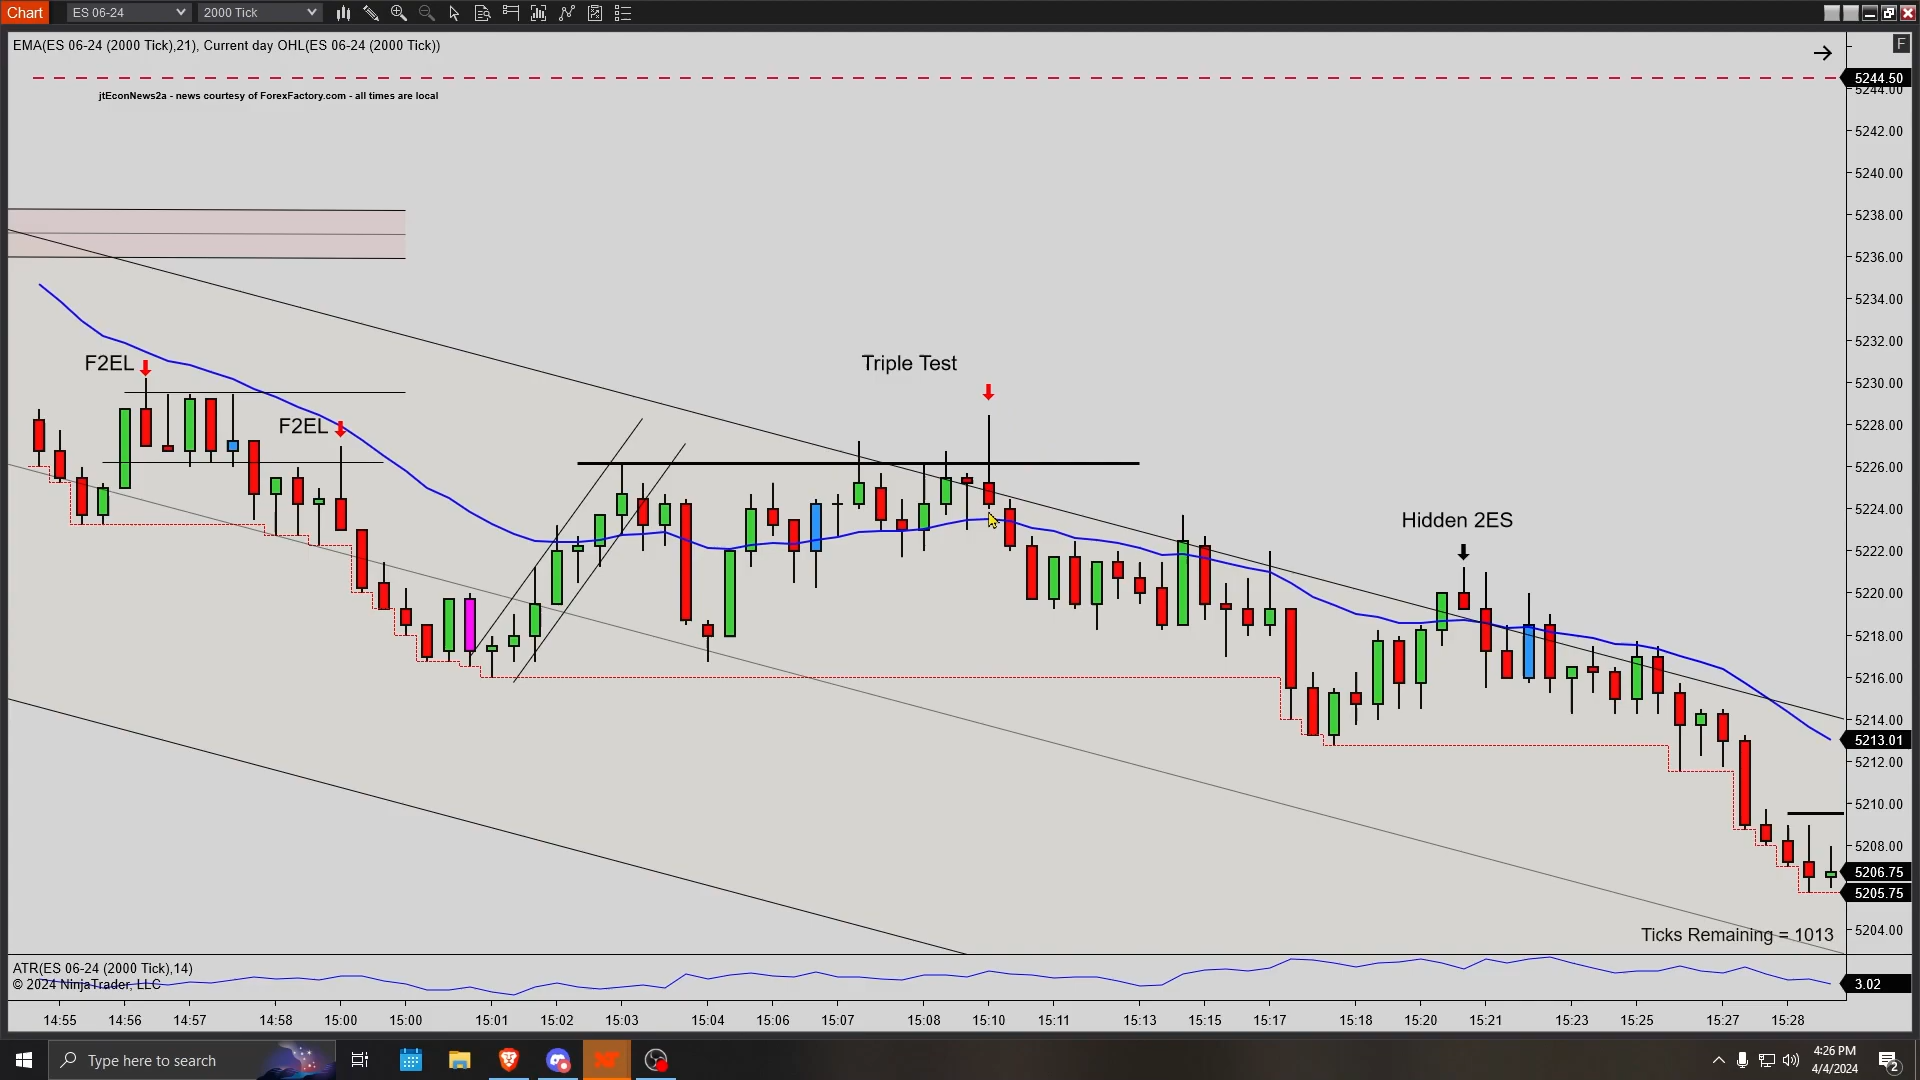 Chart ES 06-24 2000 Tick
EMA(ES 06-24 (2000 Tick),21), Current day OHL(ES 06-24 (2000 Tick))
F
jtEconNews2a - news courtesy of ForexFactory.com - all times are local
5244.50
5244.00
5242.00
5240.00
5238.00
5236.00
5234.00
5232.00
5230.00
5228.00
5226.00
5224.00
5222.00
5220.00
5218.00
5216.00
5214.00
5213.01
5212.00
5210.00
5208.00
5206.75
5205.75
5204.00
F2EL
F2EL
Triple Test
Hidden 2ES
Ticks Remaining = 1013
ATR(ES 06-24 (2000 Tick),14)
© 2024 NinjaTrader, LLC
3.02
14:55 14:56 14:57 14:58 15:00 15:00 15:01 15:02 15:03 15:04 15:06 15:07 15:08 15:10 15:11 15:13 15:15 15:17 15:18 15:20 15:21 15:23 15:25 15:27 15:28
Type here to search
4:26 PM
4/4/2024
2